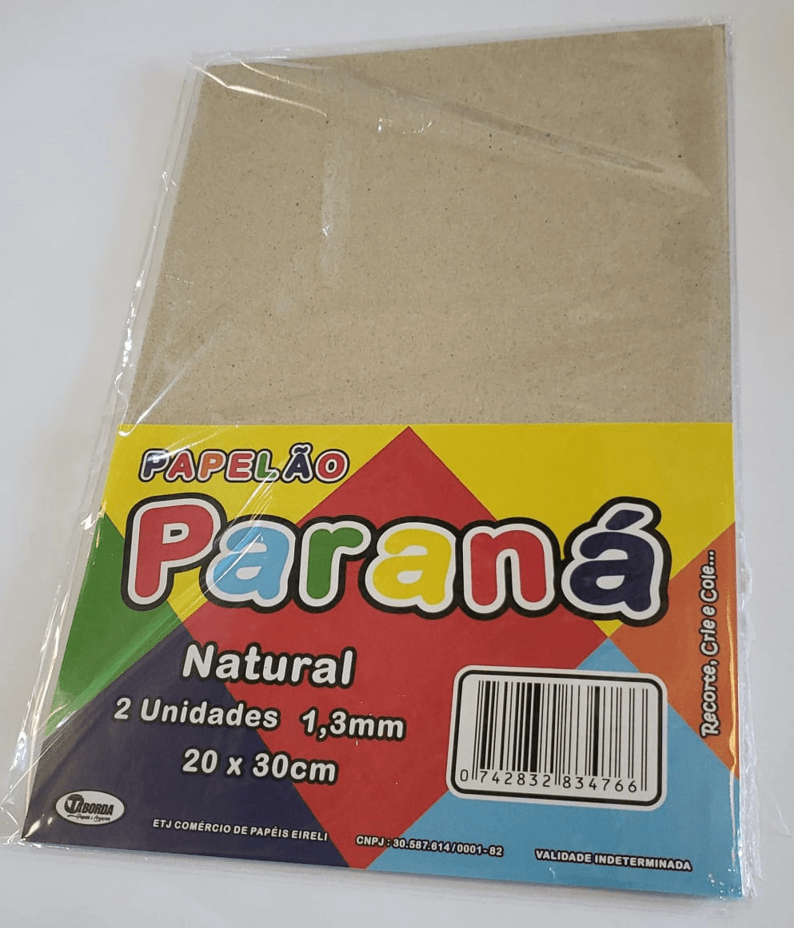 PAPELÃO
Paraná
Natural
2 Unidades 1,3mm
20 x 30cm
0 742832 834766
Recorte, Crie e Cole...
TABORDA
ETJ COMÉRCIO DE PAPÉIS EIRELI
CNPJ: 30.587.614/0001-82
VALIDADE INDETERMINADA